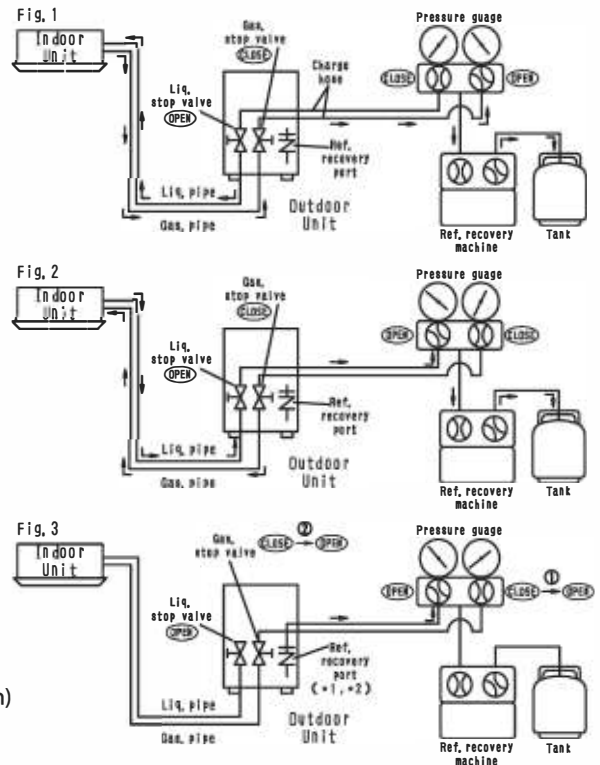 Fig. 1
Indoor
Unit
Gas.
stop valve
CLOSE
Liq.
stop valve
OPEN
Charge
hose
Ref.
recovery
port
Liq. pipe
Gas. pipe
Outdoor
Unit
Pressure guage
CLOSE
OPEN
Ref. recovery
machine
Tank
Fig. 2
Indoor
Unit
Gas.
stop valve
CLOSE
Liq.
stop valve
OPEN
Ref.
recovery
port
Liq. pipe
Gas. pipe
Outdoor
Unit
Pressure guage
OPEN
CLOSE
Ref. recovery
machine
Tank
Fig. 3
Indoor
Unit
Gas.
stop valve
②
CLOSE → OPEN
Liq.
stop valve
OPEN
Ref.
recovery
port
(*1, *2)
Liq. pipe
Gas. pipe
Outdoor
Unit
Pressure guage
OPEN
①
CLOSE → OPEN
Ref. recovery
machine
Tank